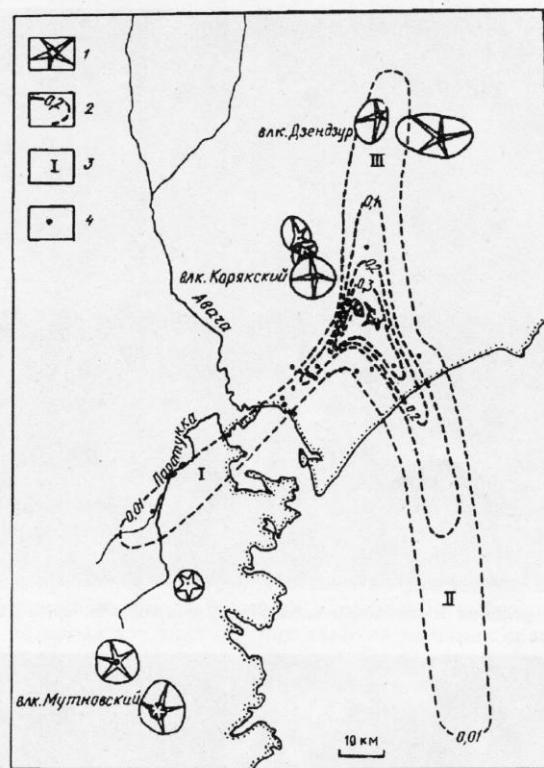 1
0,2
2
I
3
4
влк. Дзендзур
III
0,1
влк. Корякский
0,2
0,3
Авача
0,2
Паратунка
I
0,01
II
влк. Мутновский
0,01
10 км